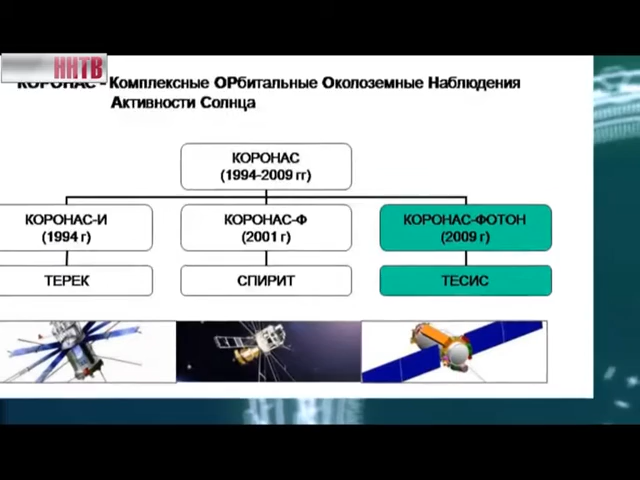 ННТВ
КОРОНАС - Комплексные ОРбитальные Околоземные Наблюдения
Активности Солнца
КОРОНАС
(1994-2009 гг)
КОРОНАС-И
(1994 г)
КОРОНАС-Ф
(2001 г)
КОРОНАС-ФОТОН
(2009 г)
ТЕРЕК
СПИРИТ
ТЕСИС